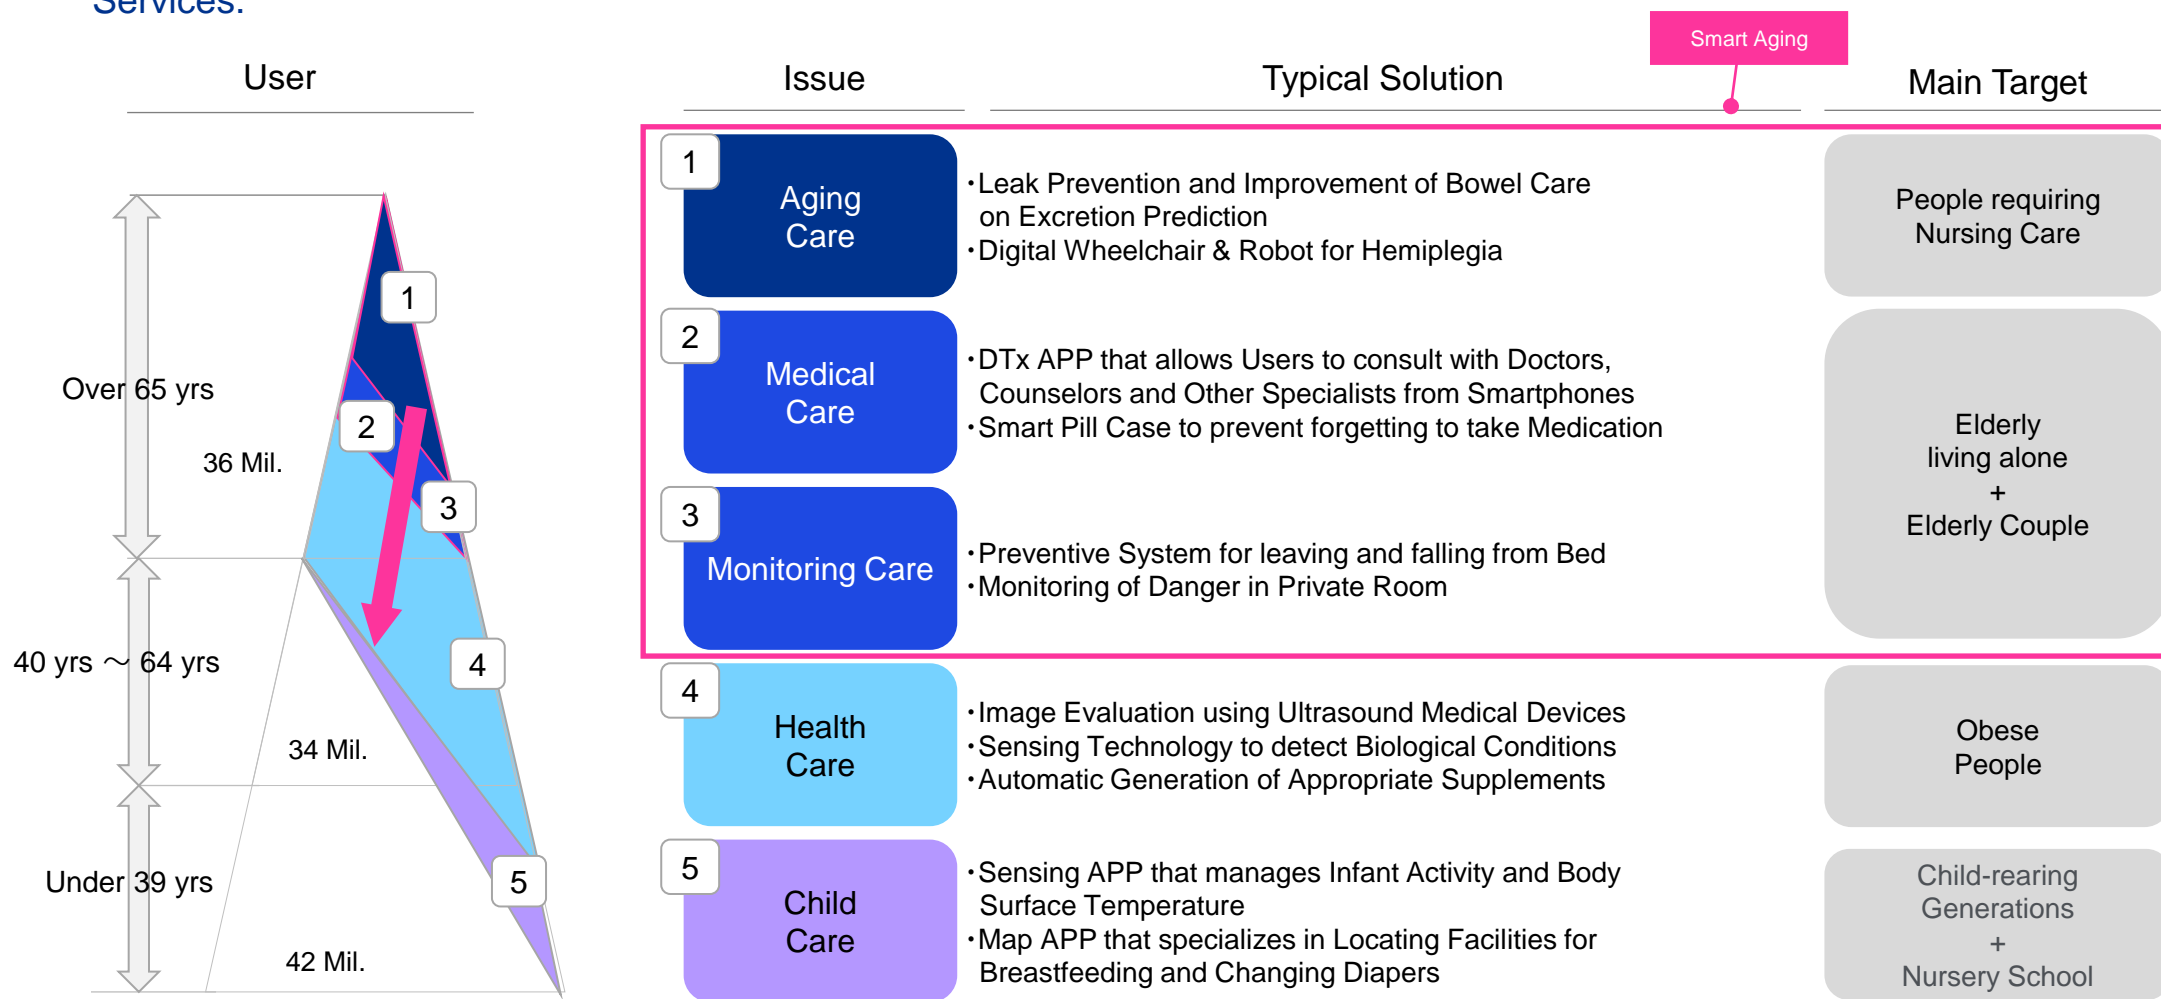 Services.
Smart Aging
User
Issue
Typical Solution
Main Target
Over 65 yrs
36 Mil.
40 yrs ～ 64 yrs
34 Mil.
Under 39 yrs
42 Mil.
1
2
3
4
5
1
Aging
Care
・Leak Prevention and Improvement of Bowel Care
on Excretion Prediction
・Digital Wheelchair & Robot for Hemiplegia
People requiring
Nursing Care
2
Medical
Care
・DTx APP that allows Users to consult with Doctors,
Counselors and Other Specialists from Smartphones
・Smart Pill Case to prevent forgetting to take Medication
Elderly
living alone
+
Elderly Couple
3
Monitoring Care
・Preventive System for leaving and falling from Bed
・Monitoring of Danger in Private Room
4
Health
Care
・Image Evaluation using Ultrasound Medical Devices
・Sensing Technology to detect Biological Conditions
・Automatic Generation of Appropriate Supplements
Obese
People
5
Child
Care
・Sensing APP that manages Infant Activity and Body
Surface Temperature
・Map APP that specializes in Locating Facilities for
Breastfeeding and Changing Diapers
Child-rearing
Generations
+
Nursery School